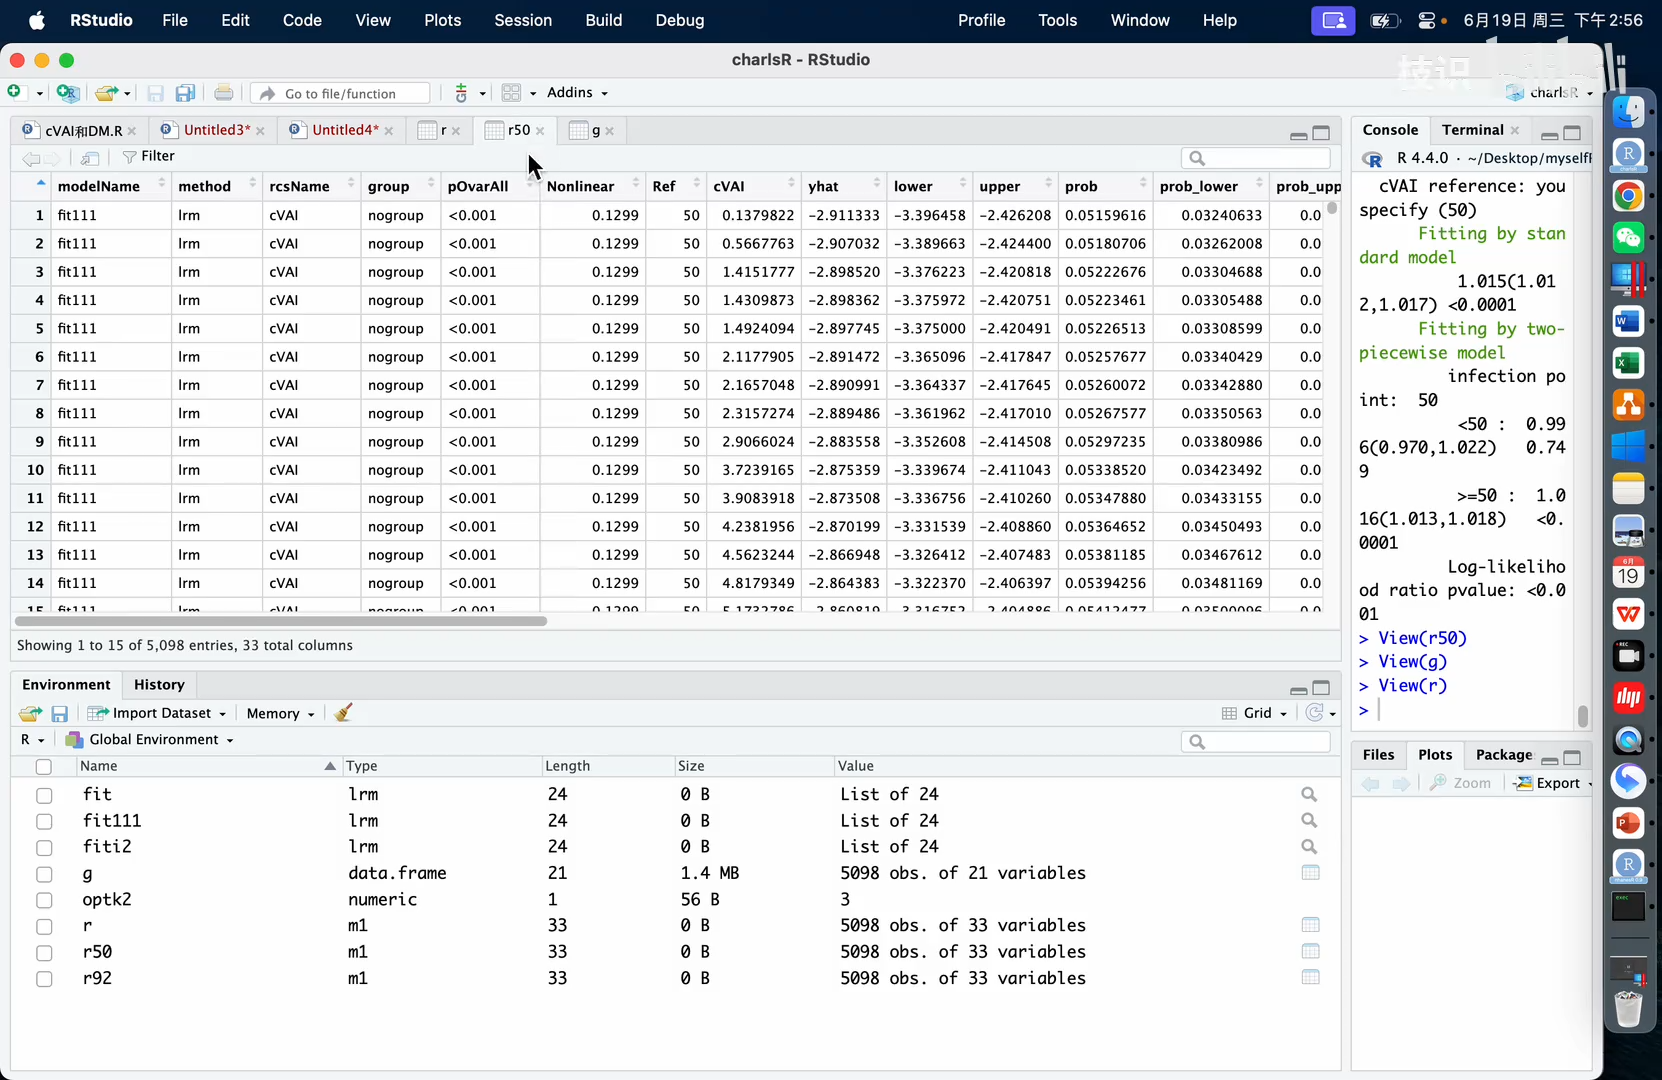 RStudio File Edit Code View Plots Session Build Debug Profile Tools Window Help 6月19日 周三 下午2:56
charlsR - RStudio
Go to file/function Addins charlsR
cVAI和DM.R Untitled3* Untitled4* r r50 g
Filter
modelName method rcsName group pOvarAll Nonlinear Ref cVAI yhat lower upper prob prob_lower prob_upp
1 fit111 lrm cVAI nogroup <0.001 0.1299 50 0.1379822 -2.911333 -3.396458 -2.426208 0.05159616 0.03240633 0.0
2 fit111 lrm cVAI nogroup <0.001 0.1299 50 0.5667763 -2.907032 -3.389663 -2.424400 0.05180706 0.03262008 0.0
3 fit111 lrm cVAI nogroup <0.001 0.1299 50 1.4151777 -2.898520 -3.376223 -2.420818 0.05222676 0.03304688 0.0
4 fit111 lrm cVAI nogroup <0.001 0.1299 50 1.4309873 -2.898362 -3.375972 -2.420751 0.05223461 0.03305488 0.0
5 fit111 lrm cVAI nogroup <0.001 0.1299 50 1.4924094 -2.897745 -3.375000 -2.420491 0.05226513 0.03308599 0.0
6 fit111 lrm cVAI nogroup <0.001 0.1299 50 2.1177905 -2.891472 -3.365096 -2.417847 0.05257677 0.03340429 0.0
7 fit111 lrm cVAI nogroup <0.001 0.1299 50 2.1657048 -2.890991 -3.364337 -2.417645 0.05260072 0.03342880 0.0
8 fit111 lrm cVAI nogroup <0.001 0.1299 50 2.3157274 -2.889486 -3.361962 -2.417010 0.05267577 0.03350563 0.0
9 fit111 lrm cVAI nogroup <0.001 0.1299 50 2.9066024 -2.883558 -3.352608 -2.414508 0.05297235 0.03380986 0.0
10 fit111 lrm cVAI nogroup <0.001 0.1299 50 3.7239165 -2.875359 -3.339674 -2.411043 0.05338520 0.03423492 0.0
11 fit111 lrm cVAI nogroup <0.001 0.1299 50 3.9083918 -2.873508 -3.336756 -2.410260 0.05347880 0.03433155 0.0
12 fit111 lrm cVAI nogroup <0.001 0.1299 50 4.2381956 -2.870199 -3.331539 -2.408860 0.05364652 0.03450493 0.0
13 fit111 lrm cVAI nogroup <0.001 0.1299 50 4.5623244 -2.866948 -3.326412 -2.407483 0.05381185 0.03467612 0.0
14 fit111 lrm cVAI nogroup <0.001 0.1299 50 4.8179349 -2.864383 -3.322370 -2.406397 0.05394256 0.03481169 0.0
Showing 1 to 15 of 5,098 entries, 33 total columns
Environment History
Import Dataset Memory Grid
R Global Environment
Name Type Length Size Value
fit lrm 24 0 B List of 24
fit111 lrm 24 0 B List of 24
fiti2 lrm 24 0 B List of 24
g data.frame 21 1.4 MB 5098 obs. of 21 variables
optk2 numeric 1 56 B 3
r m1 33 0 B 5098 obs. of 33 variables
r50 m1 33 0 B 5098 obs. of 33 variables
r92 m1 33 0 B 5098 obs. of 33 variables
Console Terminal
R 4.4.0 · ~/Desktop/myself
cVAI reference: you
specify (50)
Fitting by stan
dard model
1.015(1.01
2,1.017) <0.0001
Fitting by two-
piecewise model
infection po
int: 50
<50 : 0.99
6(0.970,1.022) 0.74
9
>=50 : 1.0
16(1.013,1.018) <0.
0001
Log-likeliho
od ratio pvalue: <0.0
01
> View(r50)
> View(g)
> View(r)
>
Files Plots Package
Zoom Export